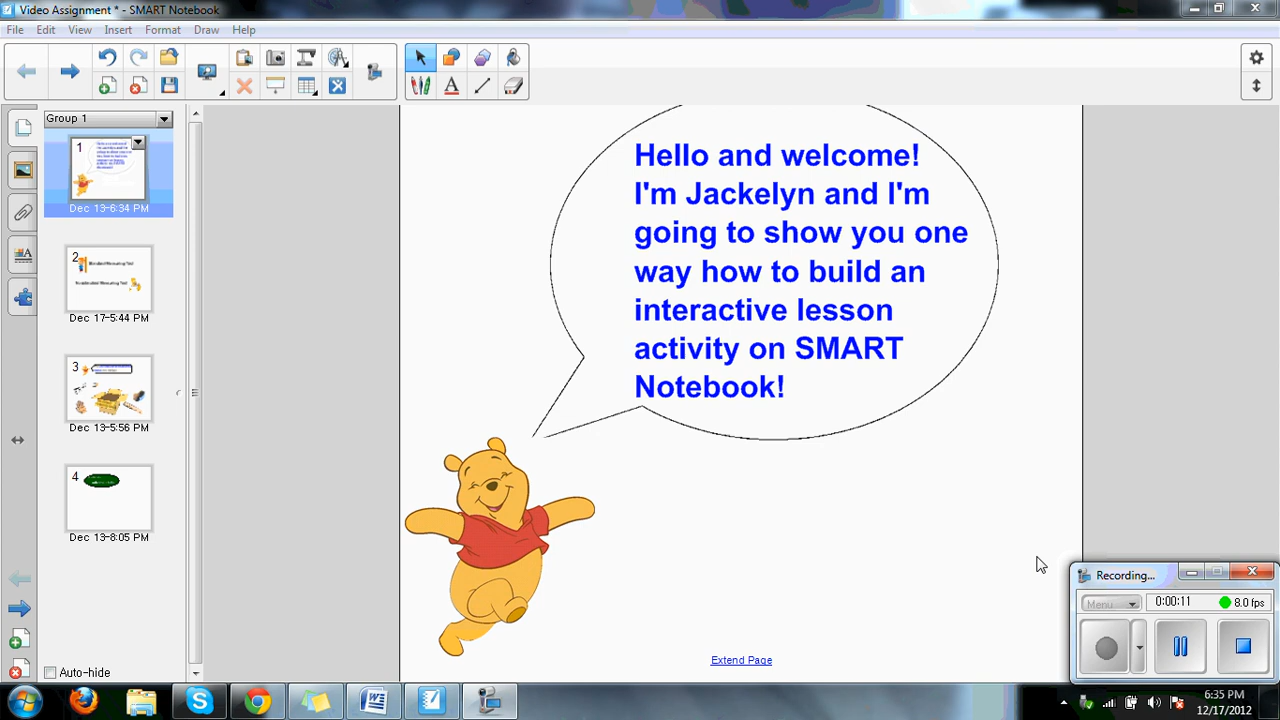 Video Assignment * - SMART Notebook
File Edit View Insert Format Draw Help
Group 1
1
Dec 13-6:34 PM
2
Dec 17-5:44 PM
3
Dec 13-5:56 PM
4
Dec 13-8:05 PM
Auto-hide
Hello and welcome!
I'm Jackelyn and I'm
going to show you one
way how to build an
interactive lesson
activity on SMART
Notebook!
Extend Page
Recording...
Menu 0:00:11 8.0 fps
6:35 PM
12/17/2012